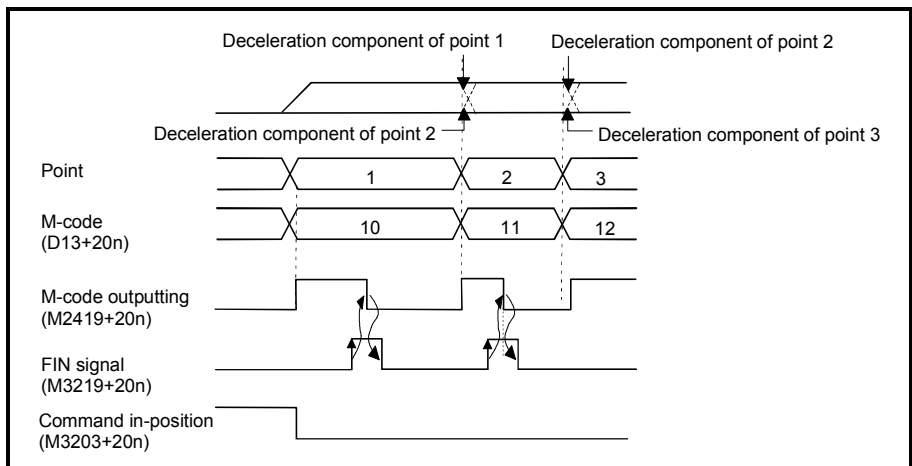 Deceleration component of point 1
Deceleration component of point 2
Deceleration component of point 2
Deceleration component of point 3
Point
1
2
3
M-code
(D13+20n)
10
11
12
M-code outputting
(M2419+20n)
FIN signal
(M3219+20n)
Command in-position
(M3203+20n)